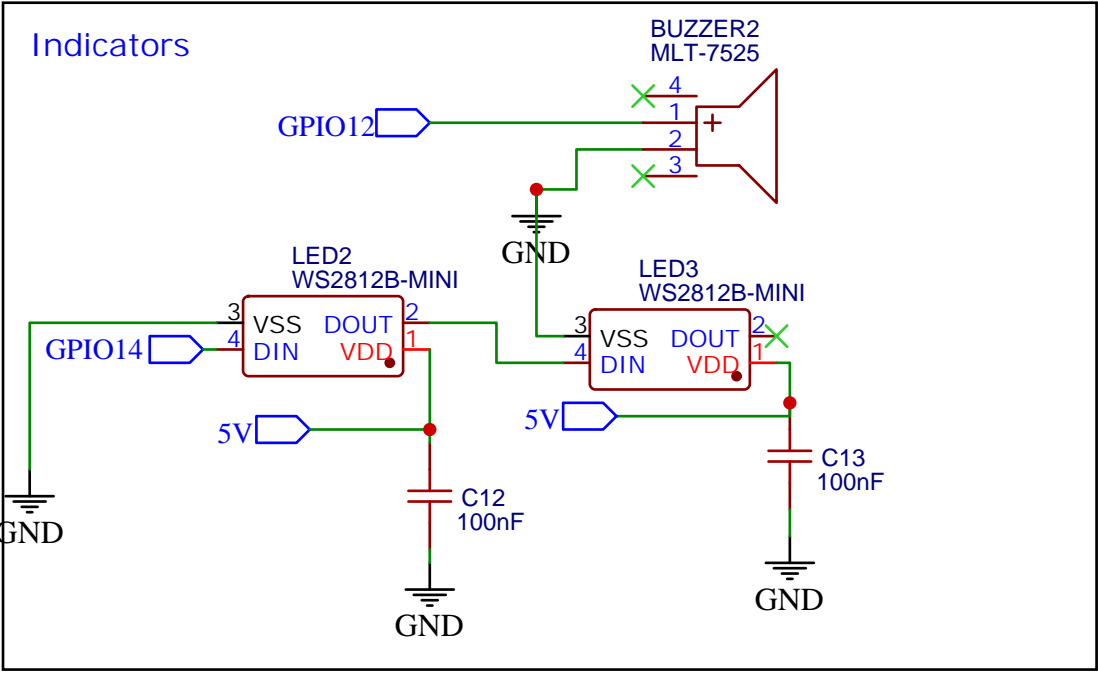 Indicators
BUZZER2
MLT-7525
4
1
+
2
3
GPIO12
GND
LED2
WS2812B-MINI
3
VSS
DOUT
2
4
DIN
VDD
1
GPIO14
5V
C12
100nF
GND
GND
LED3
WS2812B-MINI
3
VSS
DOUT
2
4
DIN
VDD
1
5V
C13
100nF
GND